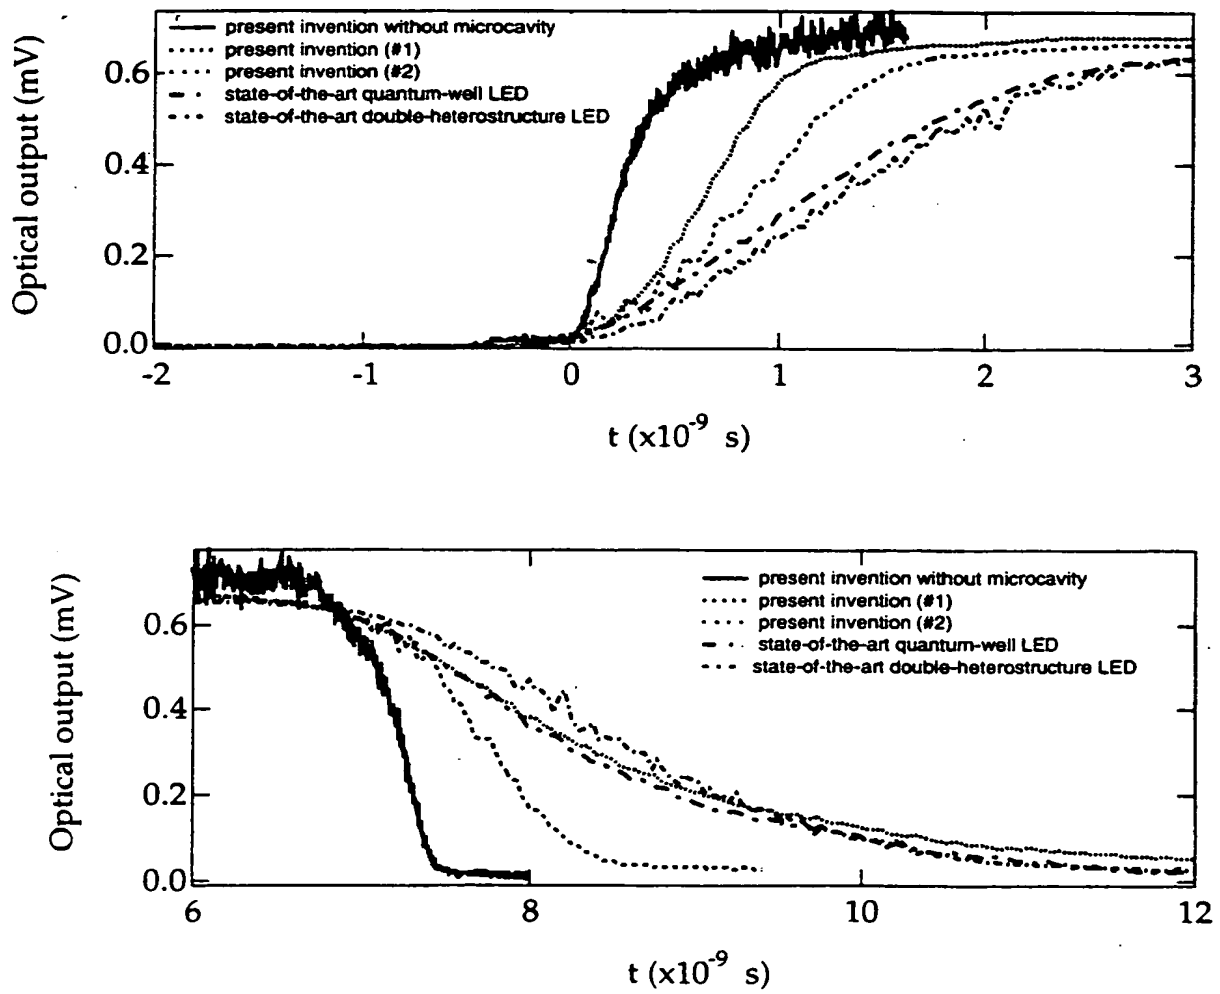 present invention without microcavity
present invention (#1)
present invention (#2)
state-of-the-art quantum-well LED
state-of-the-art double-heterostructure LED
Optical output (mV)
0.6
0.4
0.2
0.0
-2 -1 0 1 2 3
t (x10⁻⁹ s)
present invention without microcavity
present invention (#1)
present invention (#2)
state-of-the-art quantum-well LED
state-of-the-art double-heterostructure LED
Optical output (mV)
0.6
0.4
0.2
0.0
6 8 10 12
t (x10⁻⁹ s)